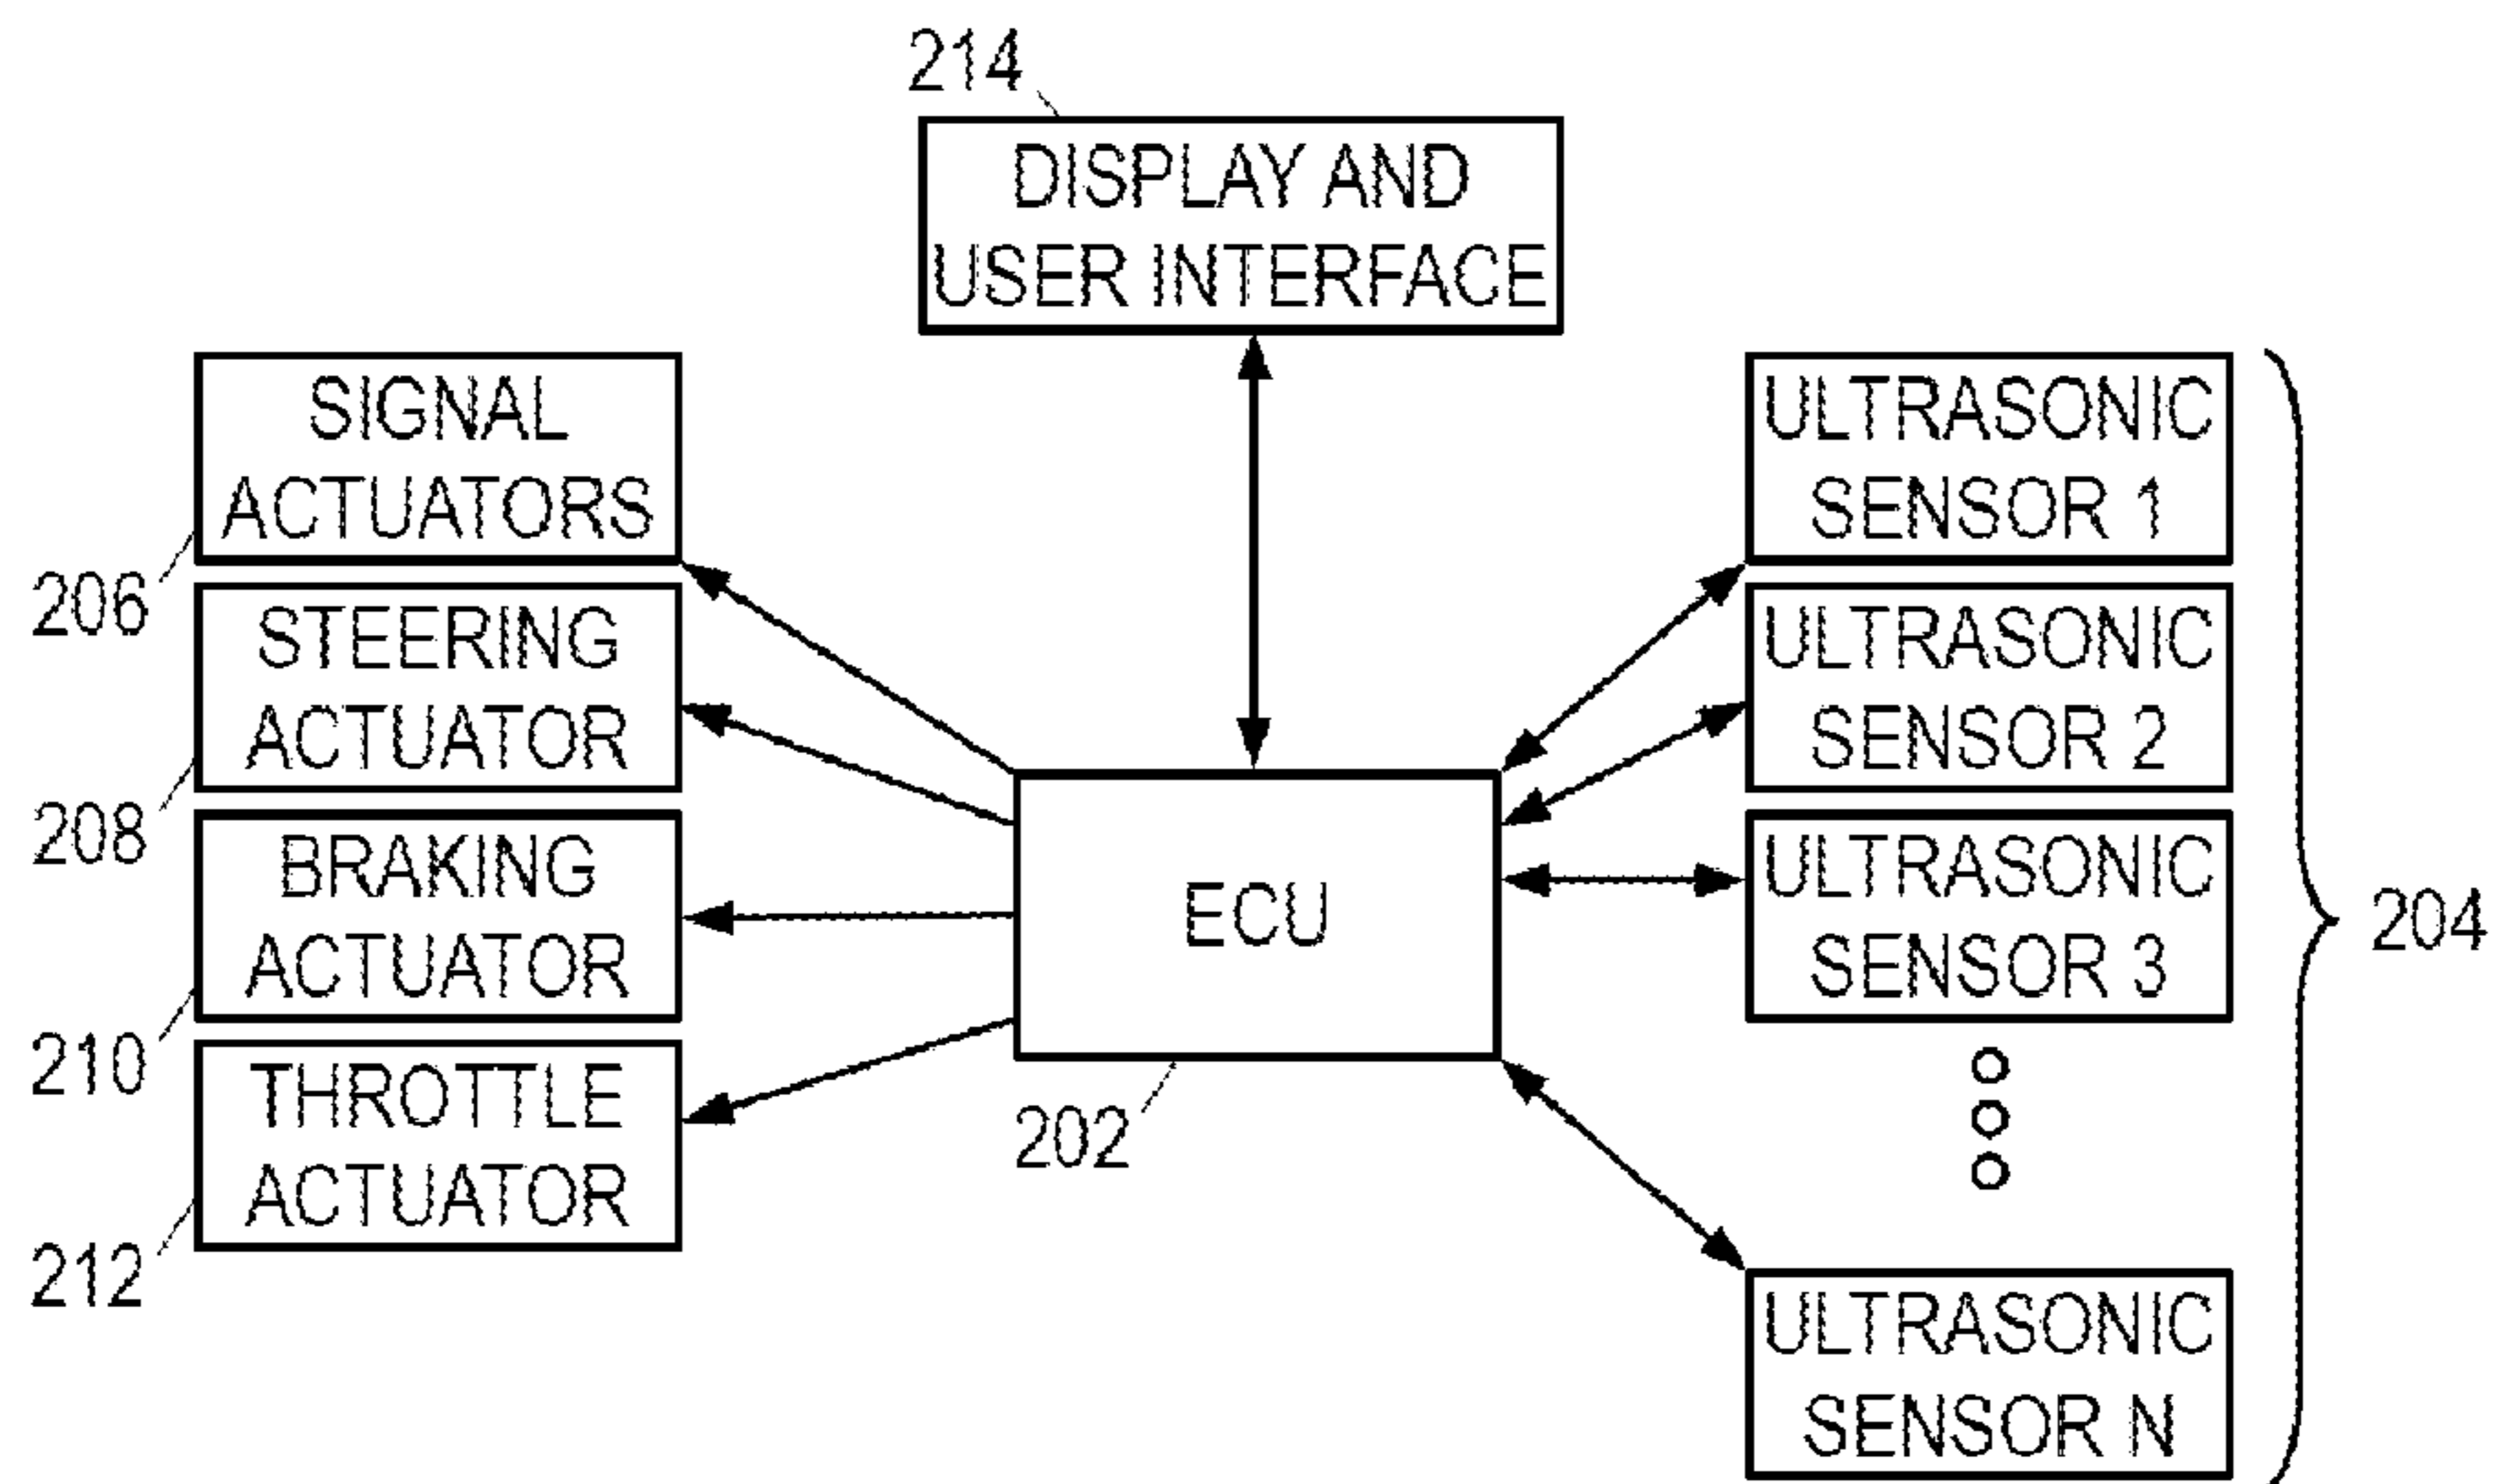 214
DISPLAY AND
USER INTERFACE
SIGNAL
ACTUATORS
206
STEERING
ACTUATOR
208
BRAKING
ACTUATOR
210
THROTTLE
ACTUATOR
212
ECU
202
ULTRASONIC
SENSOR 1
ULTRASONIC
SENSOR 2
ULTRASONIC
SENSOR 3
ULTRASONIC
SENSOR N
204